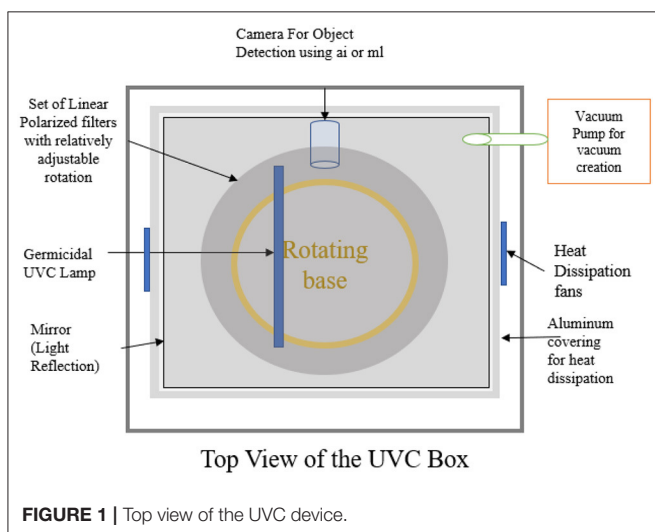 Camera For Object
Detection using ai or ml
Set of Linear
Polarized filters
with relatively
adjustable
rotation
Vacuum
Pump for
vacuum
creation
Germicidal
UVC Lamp
Rotating
base
Heat
Dissipation
fans
Mirror
(Light
Reflection)
Aluminum
covering
for heat
dissipation
Top View of the UVC Box
FIGURE 1 | Top view of the UVC device.